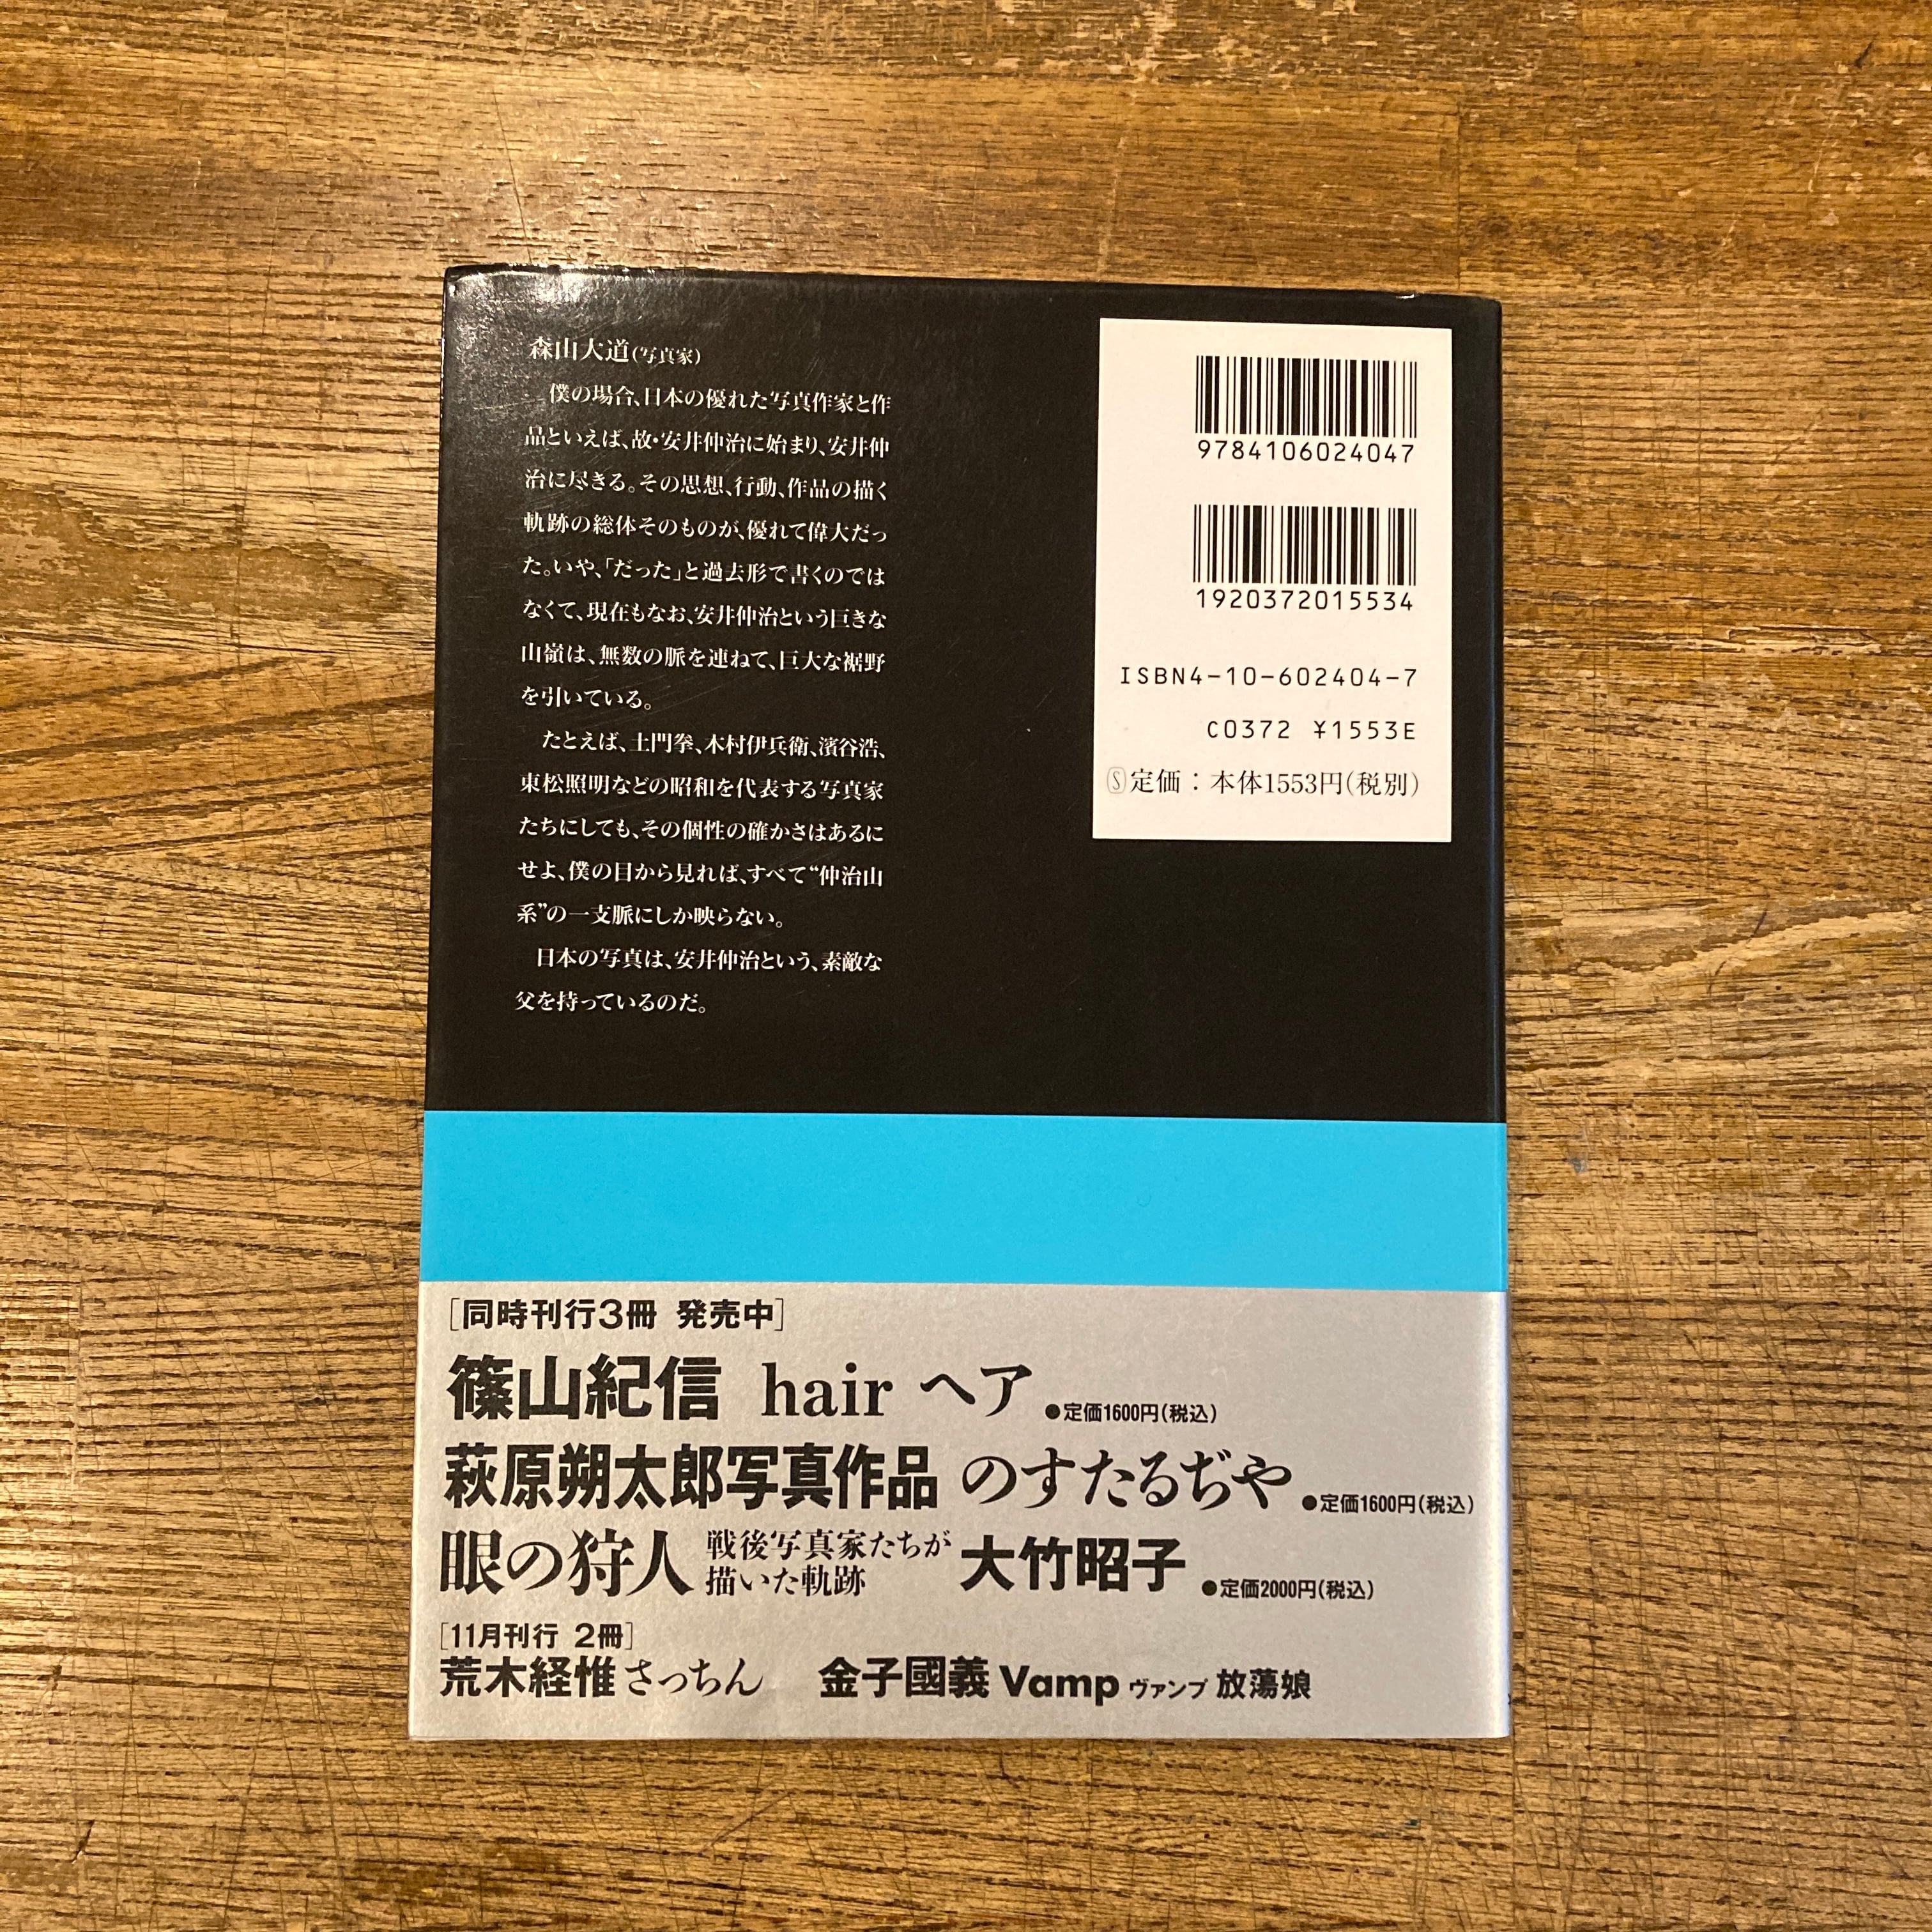 森山大道(写真家)
僕の場合、日本の優れた写真作家と作
品といえば、故・安井仲治に始まり、安井仲
治に尽きる。その思想、行動、作品の描く
軌跡の総体そのものが、優れて偉大だっ
た。いや、「だった」と過去形で書くのでは
なくて、現在もなお、安井仲治という巨きな
山嶺は、無数の脈を連ねて、巨大な裾野
を引いている。
たとえば、土門拳、木村伊兵衛、濱谷浩、
東松照明などの昭和を代表する写真家
たちにしても、その個性の確かさはあるに
せよ、僕の目から見れば、すべて“仲治山
系”の一支脈にしか映らない。
日本の写真は、安井仲治という、素敵な
父を持っているのだ。
9784106024047
1920372015534
ISBN4-10-602404-7
C0372 ¥1553E
Ⓢ定価：本体1553円(税別)
[同時刊行3冊 発売中]
篠山紀信 hair ヘア ●定価1600円(税込)
萩原朔太郎写真作品 のすたるぢや ●定価1600円(税込)
眼の狩人 戦後写真家たちが
描いた軌跡 大竹昭子 ●定価2000円(税込)
[11月刊行 2冊]
荒木経惟 さっちん 金子國義 Vamp ヴァンプ 放蕩娘